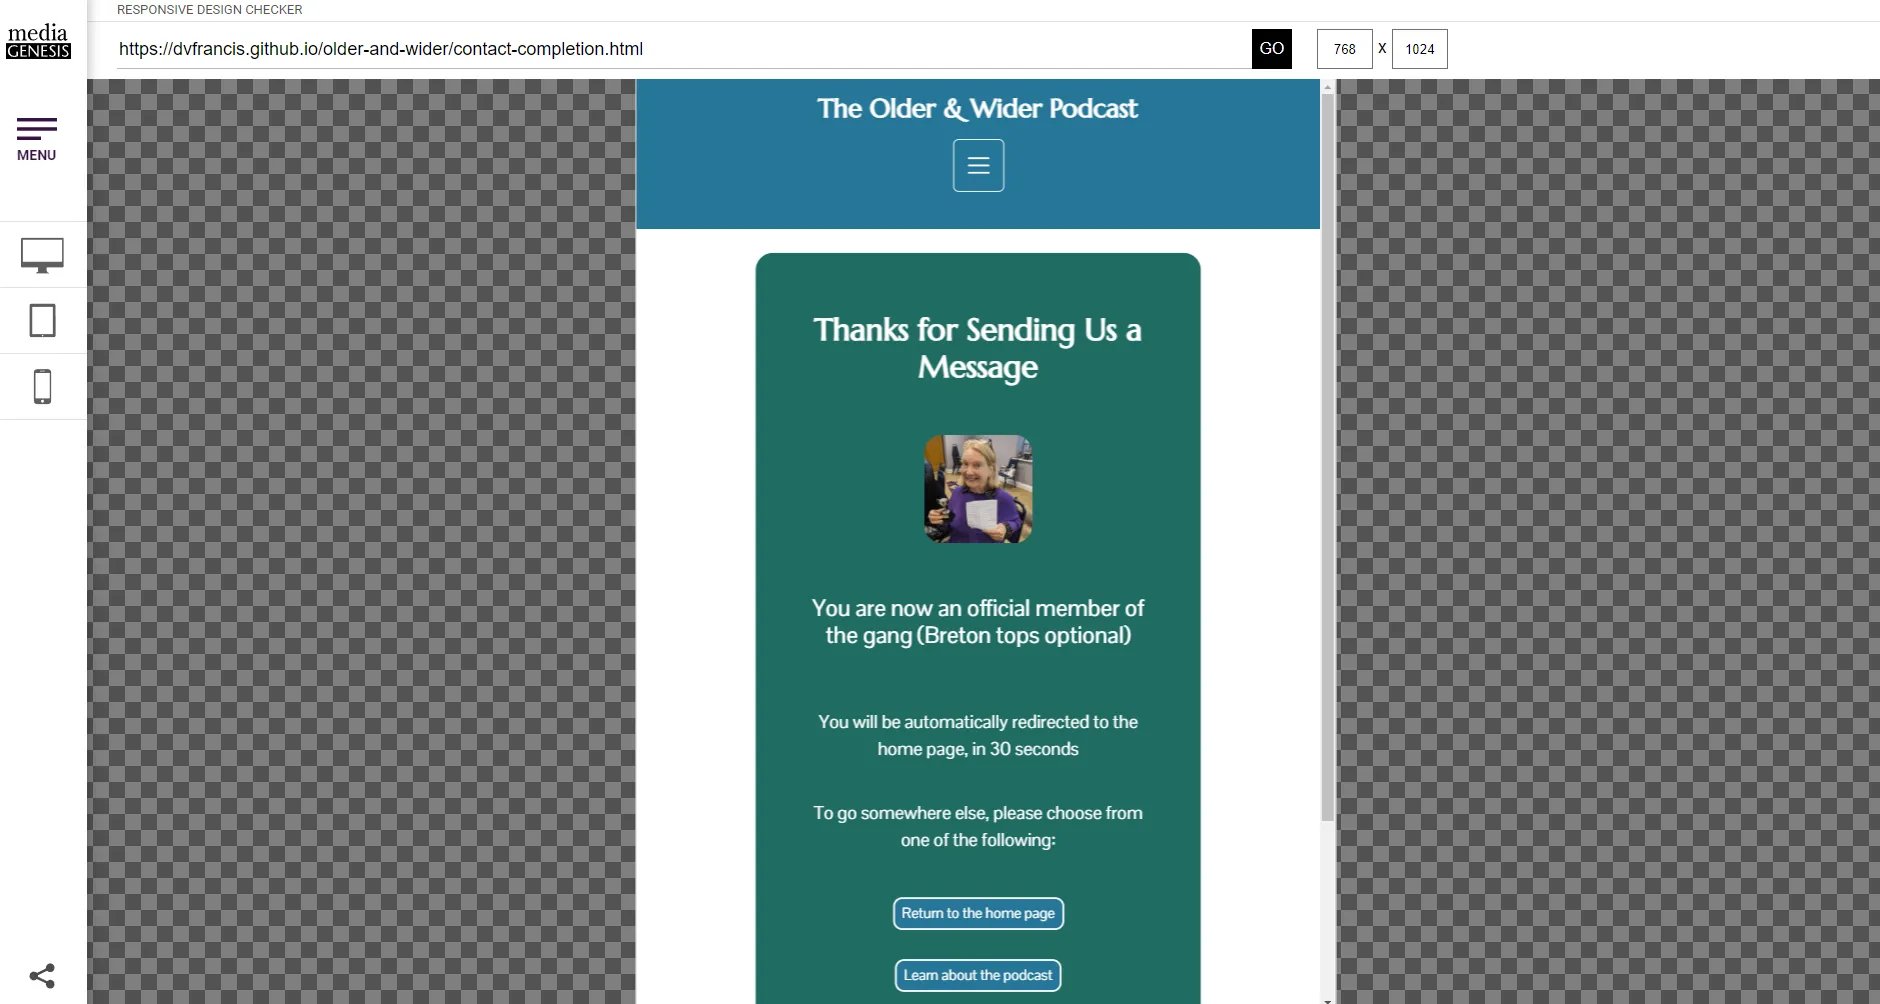 RESPONSIVE DESIGN CHECKER
media
GENESIS
https://dvfrancis.github.io/older-and-wider/contact-completion.html
GO
768 X 1024
MENU
The Older & Wider Podcast
Thanks for Sending Us a
Message
You are now an official member of
the gang (Breton tops optional)
You will be automatically redirected to the
home page, in 30 seconds
To go somewhere else, please choose from
one of the following:
Return to the home page
Learn about the podcast